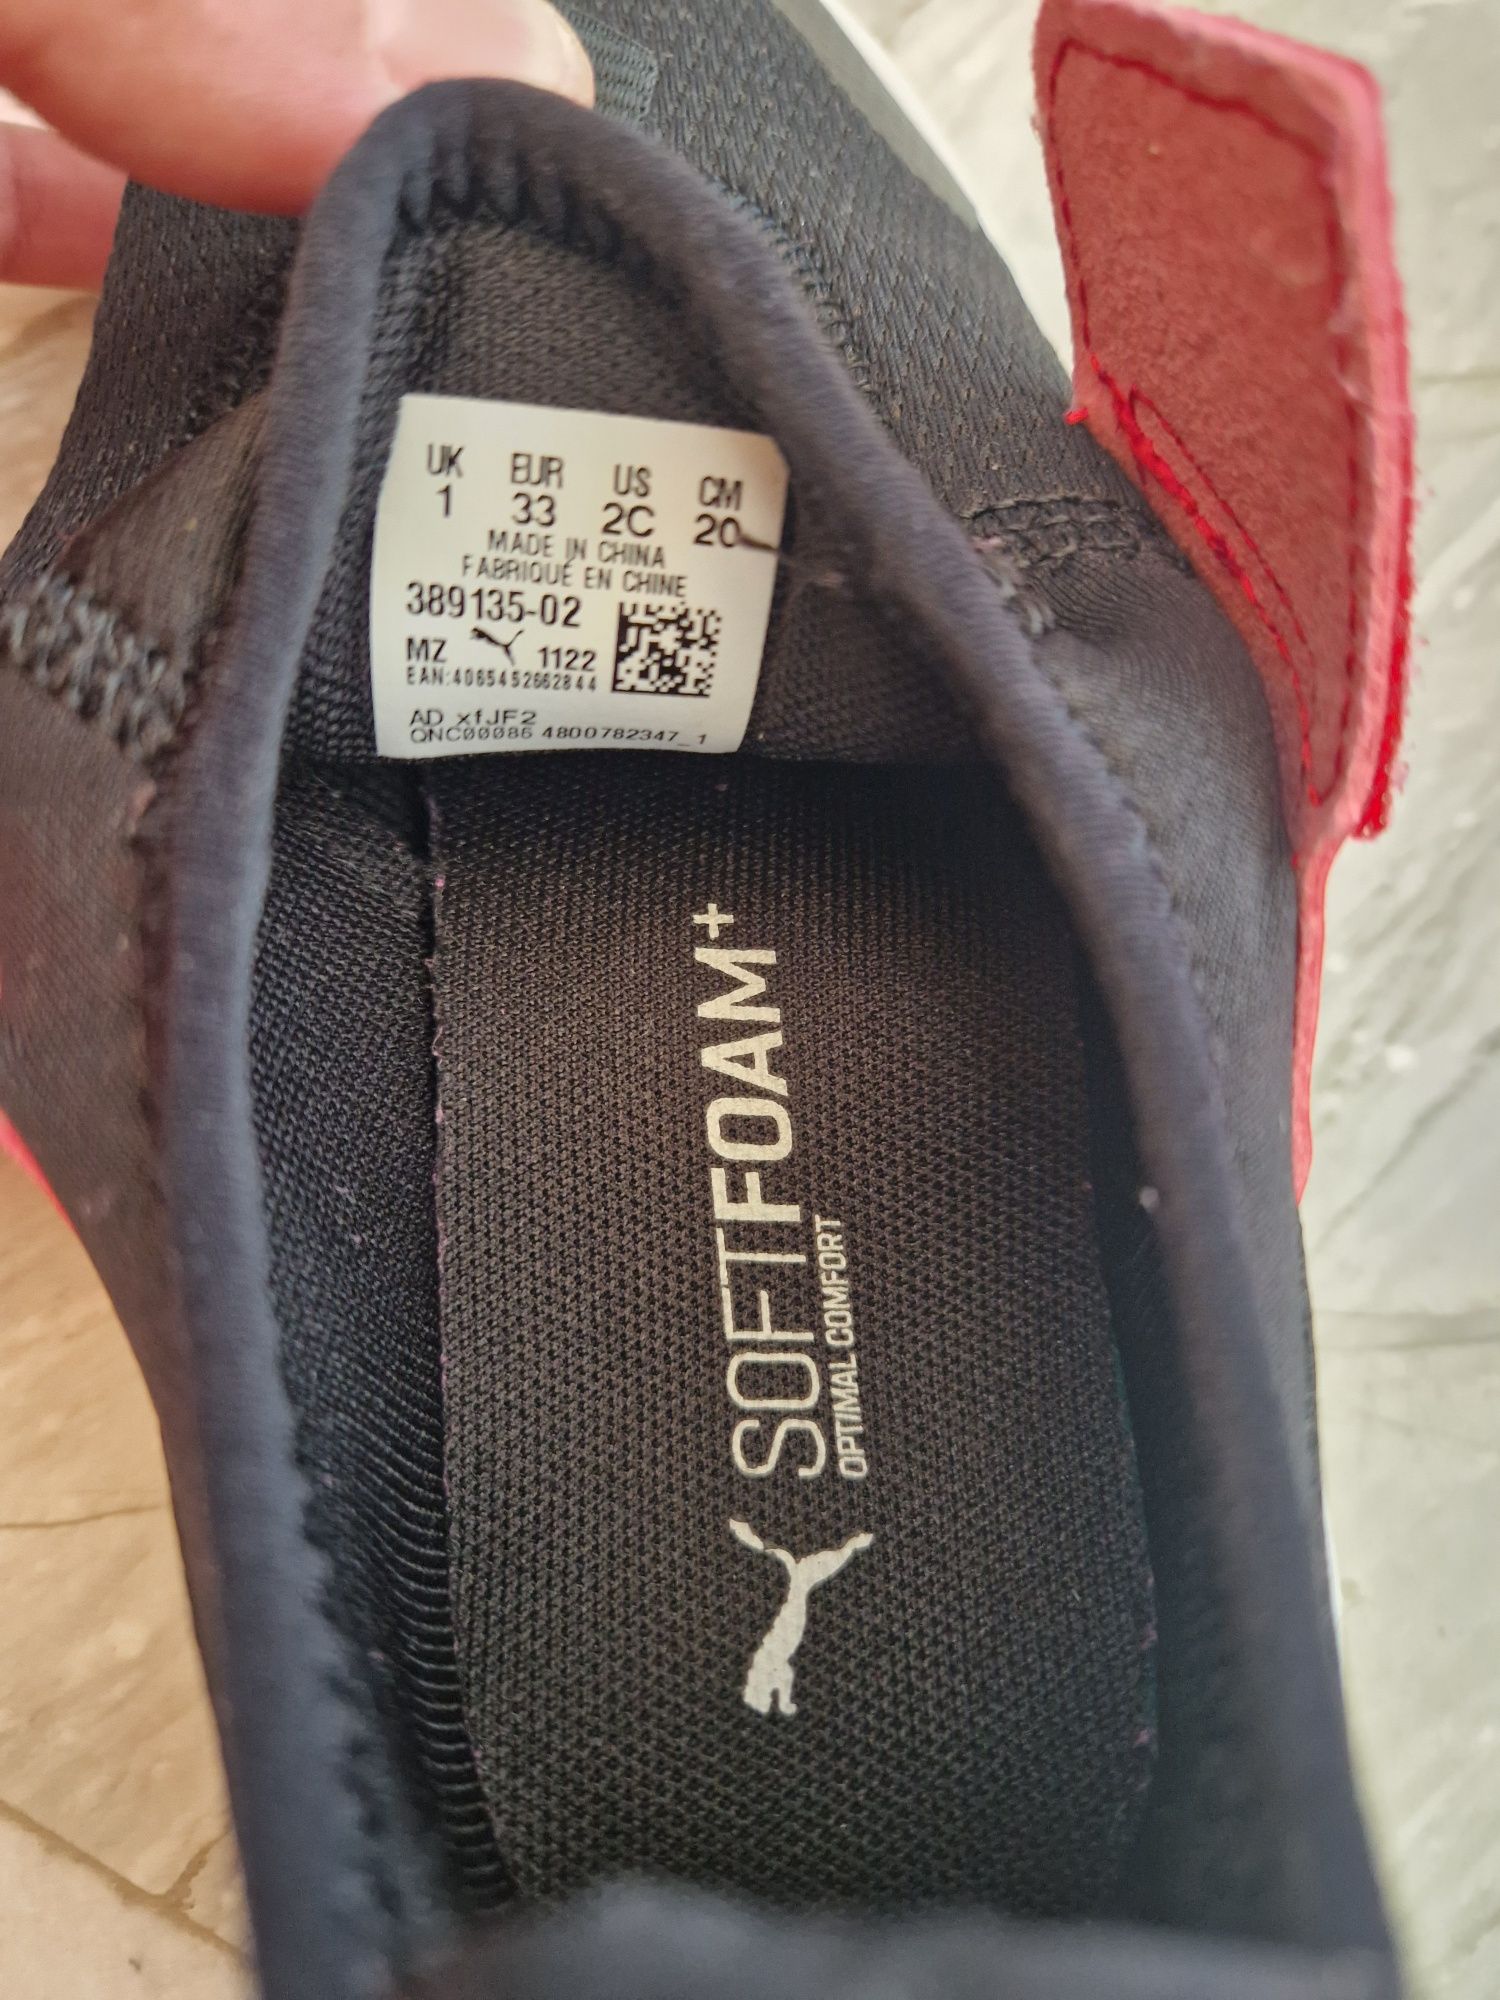 UK EUR US CM
1 33 2C 20
MADE IN CHINA
FABRIQUÉ EN CHINE
389135-02
MZ 1122
EAN:4065452662844
AD xfJF2
QNC00086 4800782347_1
SOFTFOAM+
OPTIMAL COMFORT